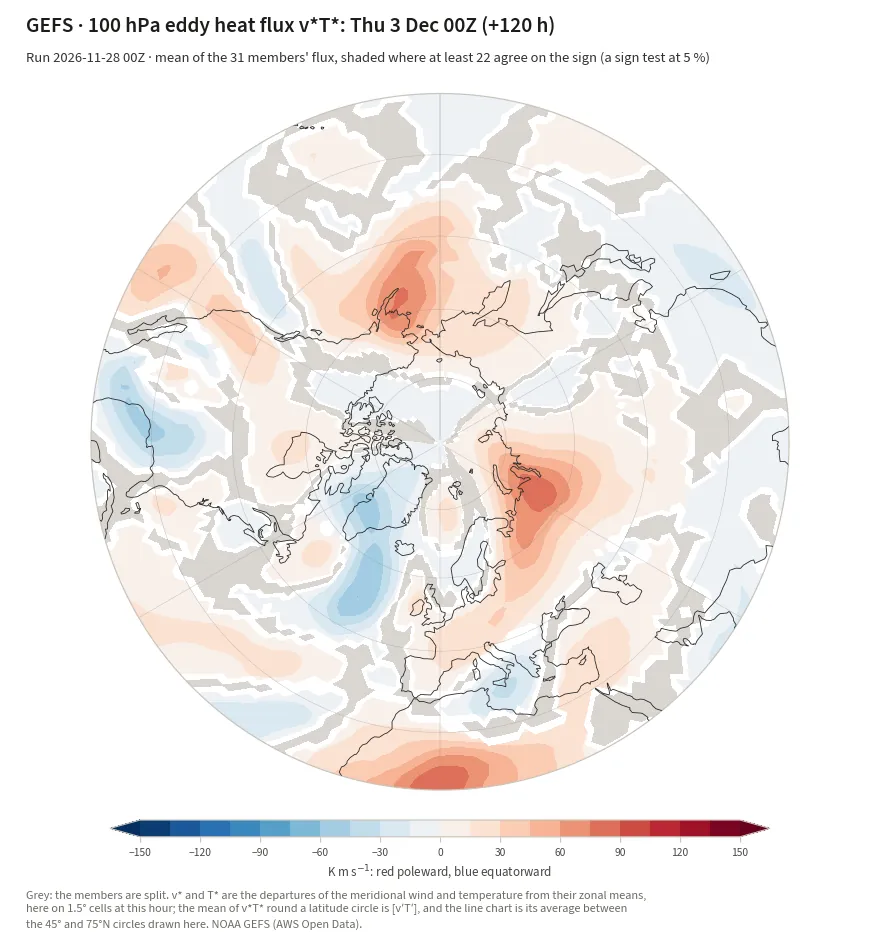 GEFS · 100 hPa eddy heat flux v*T*: Thu 3 Dec 00Z (+120 h)
Run 2026-11-28 00Z · mean of the 31 members' flux, shaded where at least 22 agree on the sign (a sign test at 5 %)
−150 −120 −90 −60 −30 0 30 60 90 120 150
K m s⁻¹: red poleward, blue equatorward
Grey: the members are split. v* and T* are the departures of the meridional wind and temperature from their zonal means,
here on 1.5° cells at this hour; the mean of v*T* round a latitude circle is [v'T'], and the line chart is its average between
the 45° and 75°N circles drawn here. NOAA GEFS (AWS Open Data).